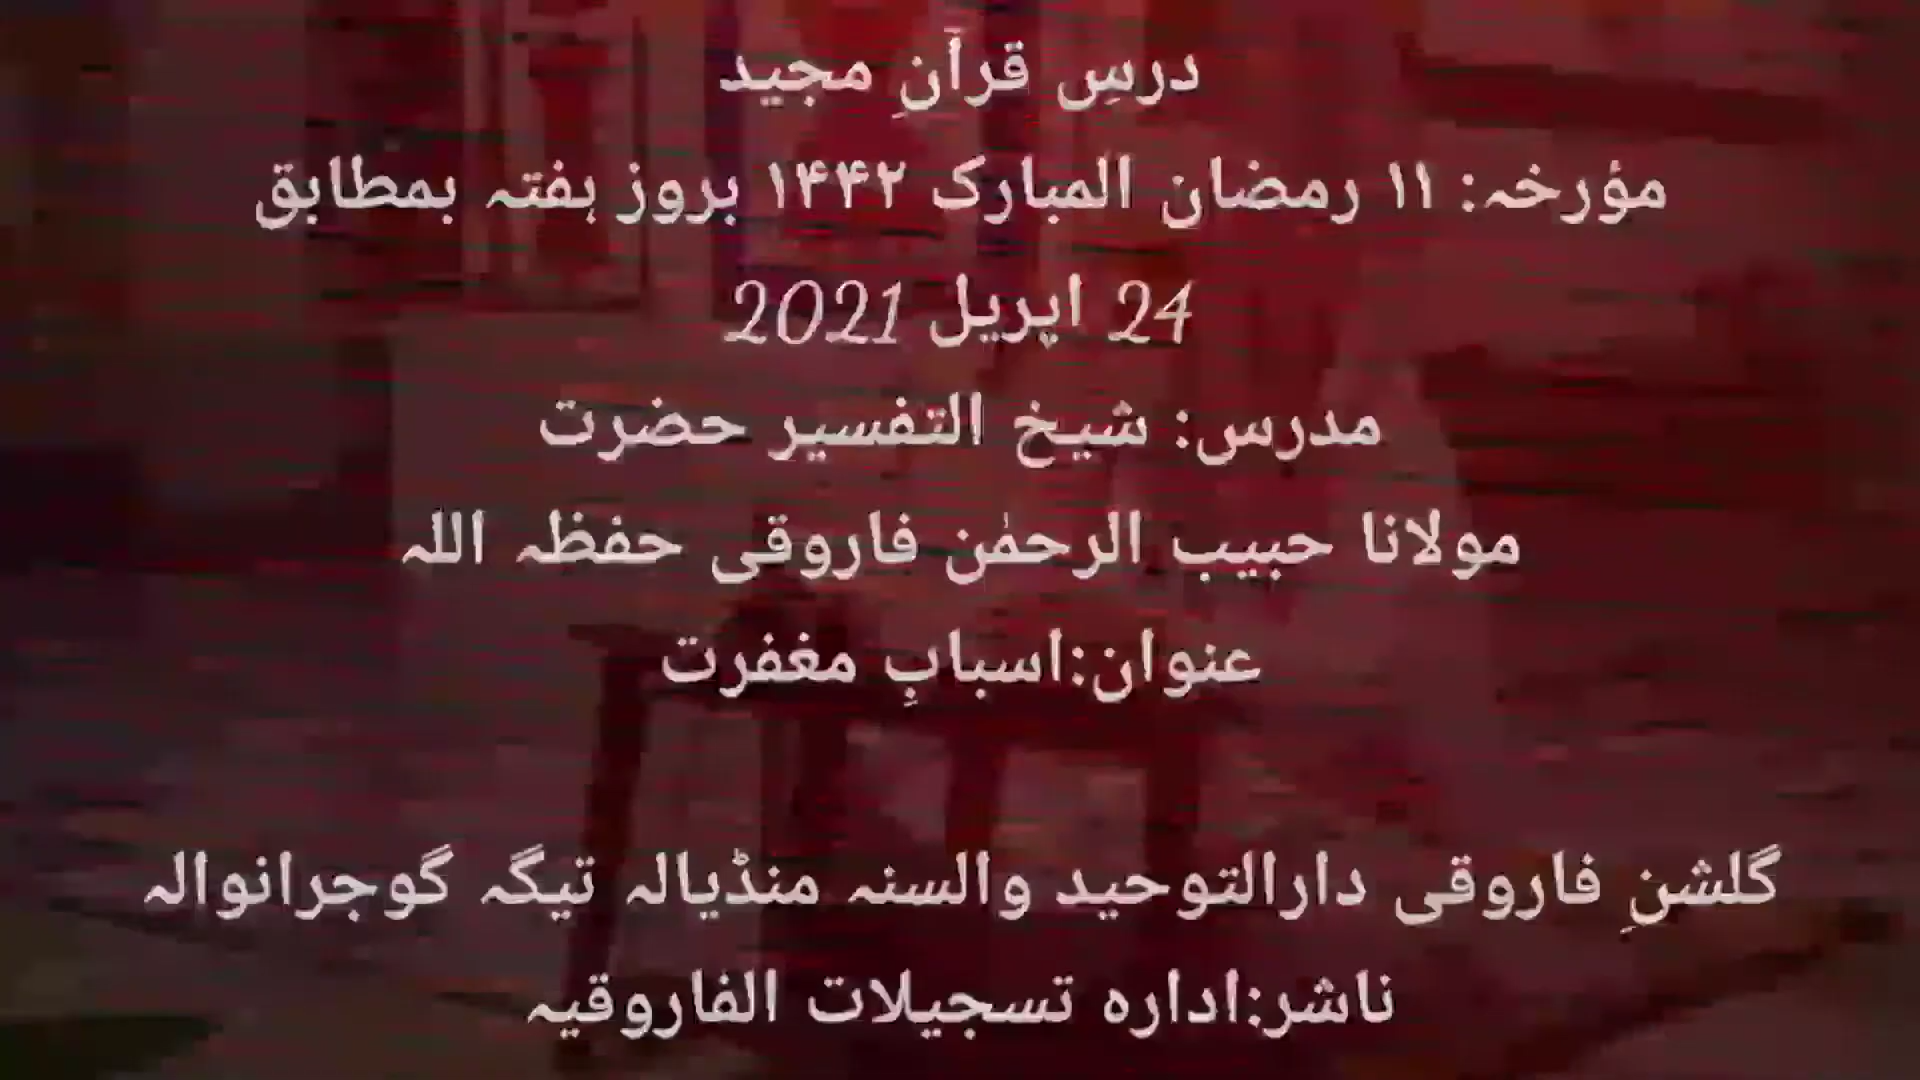 درسِ قرآنِ مجید
مؤرخہ: ۱۱ رمضان المبارک ۱۴۴۲ بروز ہفتہ بمطابق
24 اپریل 2021
مدرس: شیخ التفسیر حضرت
مولانا حبیب الرحمٰن فاروقی حفظہ اللہ
عنوان:اسبابِ مغفرت
گلشنِ فاروقی دارالتوحید والسنہ منڈیالہ تیگہ گوجرانوالہ
ناشر:ادارہ تسجیلات الفاروقیہ